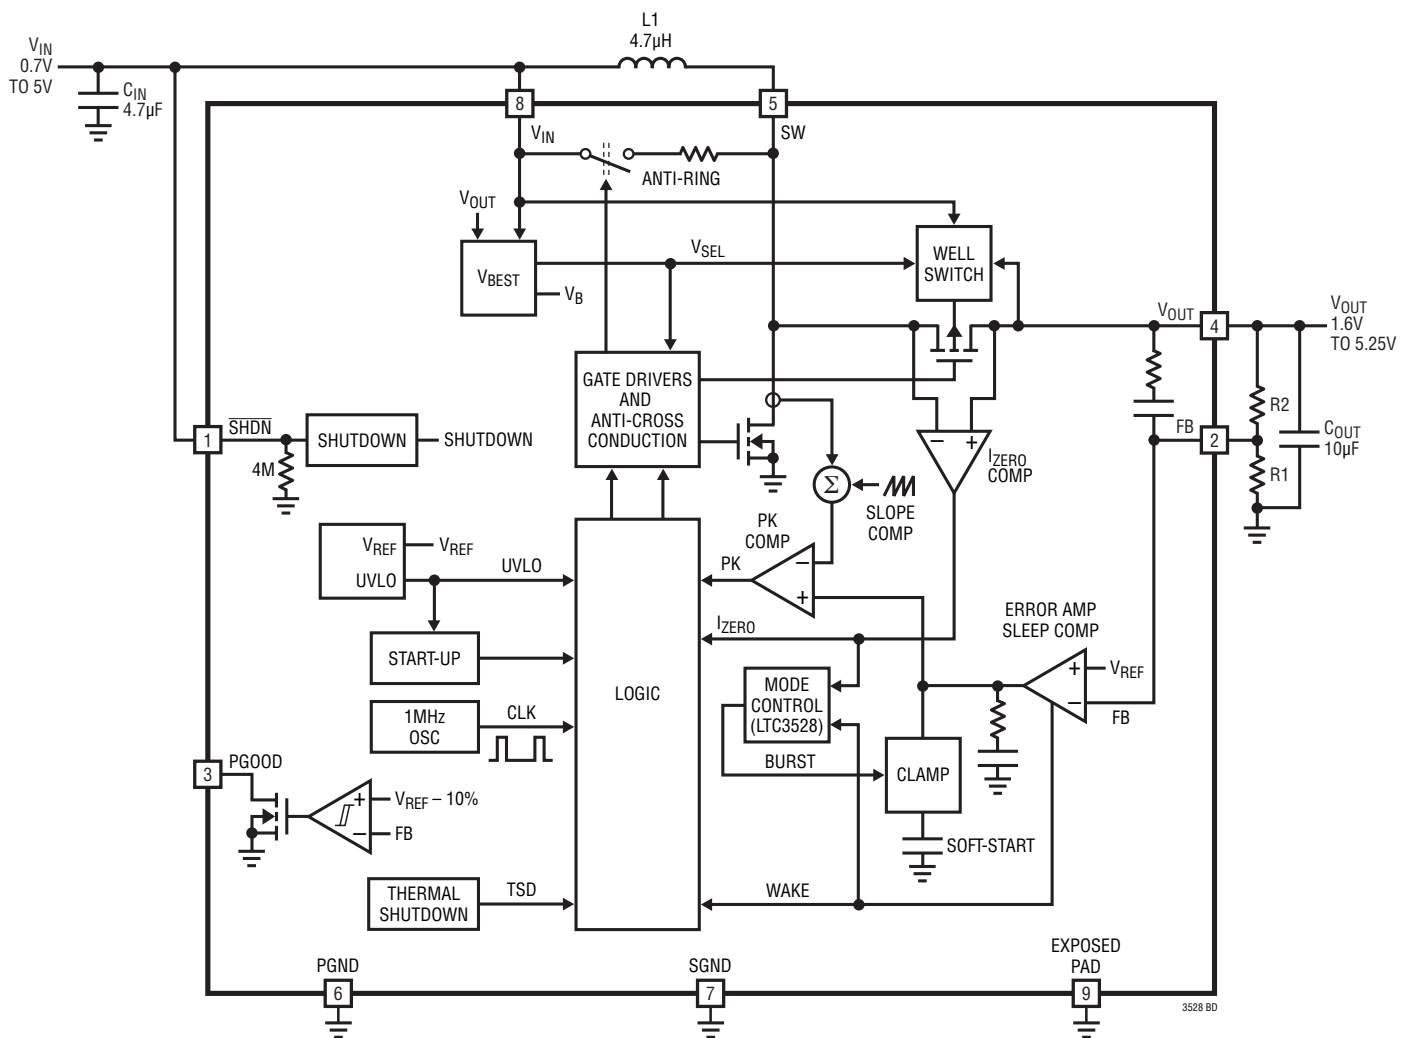 L1
4.7µH
VIN
0.7V
TO 5V
CIN
4.7µF
8
5
VIN
SW
ANTI-RING
VOUT
VSEL
WELL
SWITCH
VBEST
VB
VOUT
4
VOUT
1.6V
TO 5.25V
GATE DRIVERS
AND
ANTI-CROSS
CONDUCTION
R2
FB
2
COUT
10µF
R1
1
SHDN
SHUTDOWN
SHUTDOWN
4M
–
+
IZERO
COMP
Σ
SLOPE
COMP
PK
COMP
VREF
VREF
UVLO
UVLO
PK
–
+
ERROR AMP
SLEEP COMP
IZERO
START-UP
LOGIC
MODE
CONTROL
(LTC3528)
+
VREF
–
FB
1MHz
OSC
CLK
BURST
CLAMP
3
PGOOD
+
VREF – 10%
–
FB
SOFT-START
THERMAL
SHUTDOWN
TSD
WAKE
PGND
6
SGND
7
EXPOSED
PAD
9
3528 BD